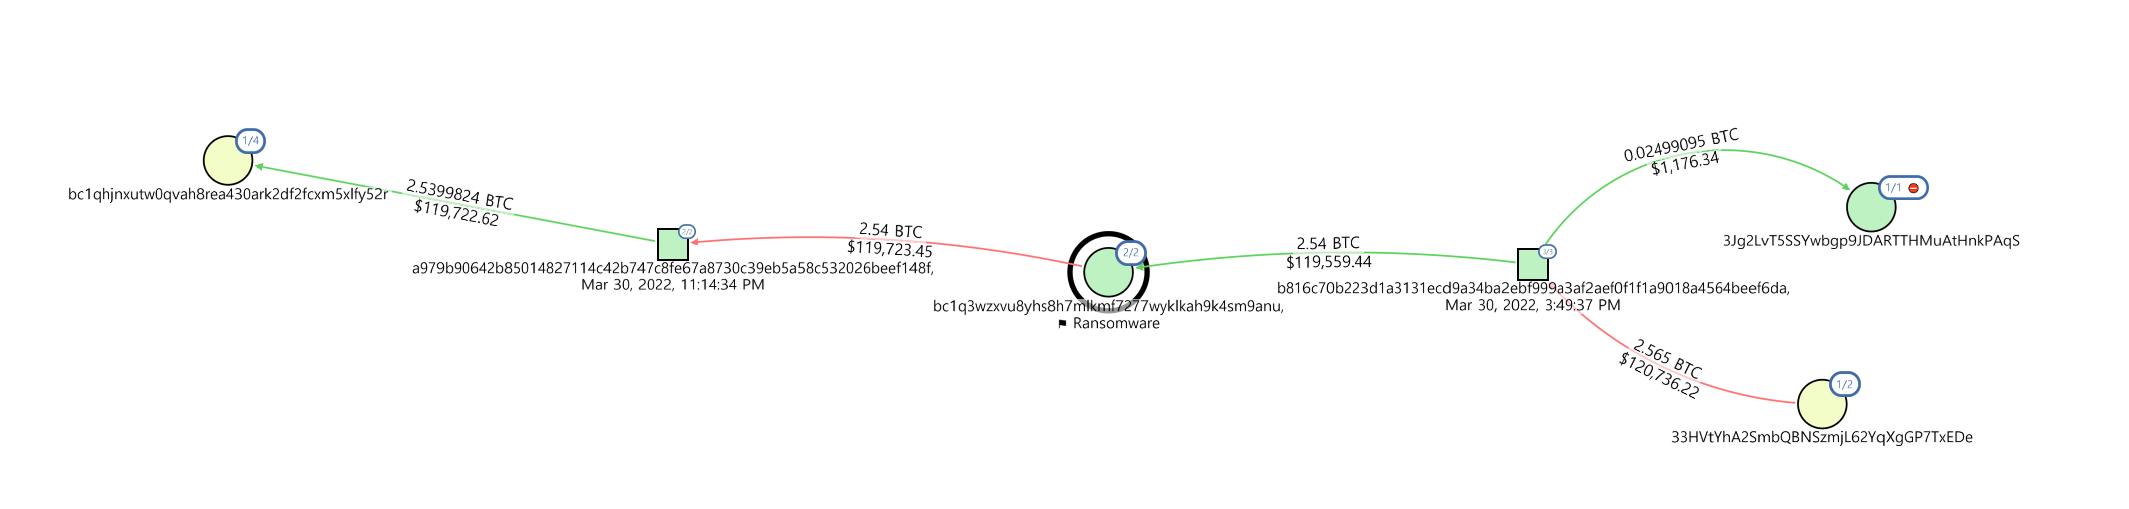 1/4
bc1qhjnxutw0qvah8rea430ark2df2fcxm5xlfy52r
2.5399824 BTC
$119,722.62
2/2
a979b90642b85014827114c42b747c8fe67a8730c39eb5a58c532026beef148f,
Mar 30, 2022, 11:14:34 PM
2.54 BTC
$119,723.45
2/2
bc1q3wzxvu8yhs8h7mlkmf7277wyklkah9k4sm9anu,
⚑ Ransomware
2.54 BTC
$119,559.44
3/3
b816c70b223d1a3131ecd9a34ba2ebf999a3af2aef0f1f1a9018a4564beef6da,
Mar 30, 2022, 3:49:37 PM
0.02499095 BTC
$1,176.34
1/1
3Jg2LvT5SSYwbgp9JDARTTHMuAtHnkPAqS
2.565 BTC
$120,736.22
1/2
33HVtYhA2SmbQBNSzmjL62YqXgGP7TxEDe